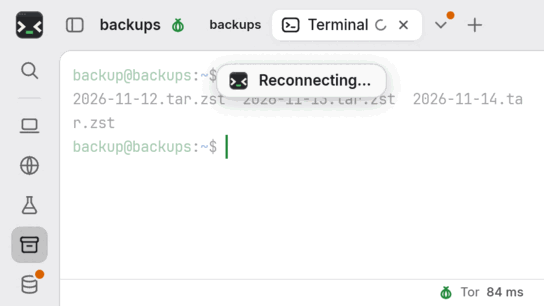 backups
backups
Terminal
backup@backups:~$
Reconnecting...
2026-11-12.tar.zst 2026-11-13.tar.zst 2026-11-14.ta
r.zst
backup@backups:~$
Tor 84 ms